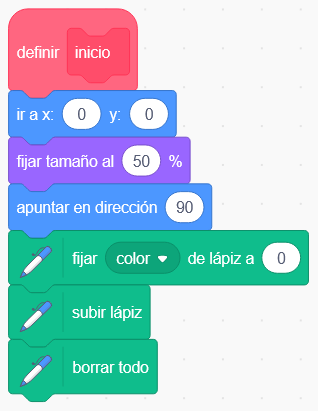 definir inicio
ir a x: 0 y: 0
fijar tamaño al 50 %
apuntar en dirección 90
fijar color de lápiz a 0
subir lápiz
borrar todo